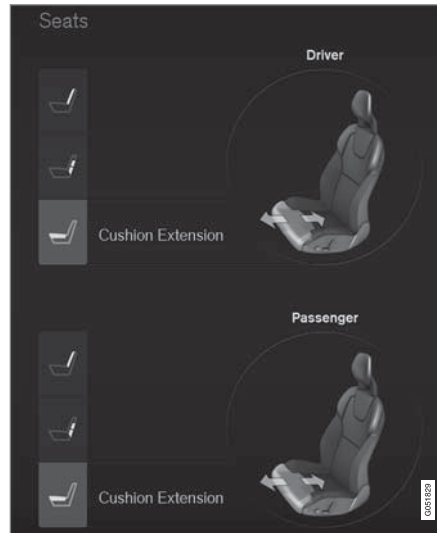 Seats
Driver
Cushion Extension
Passenger
Cushion Extension
G051829